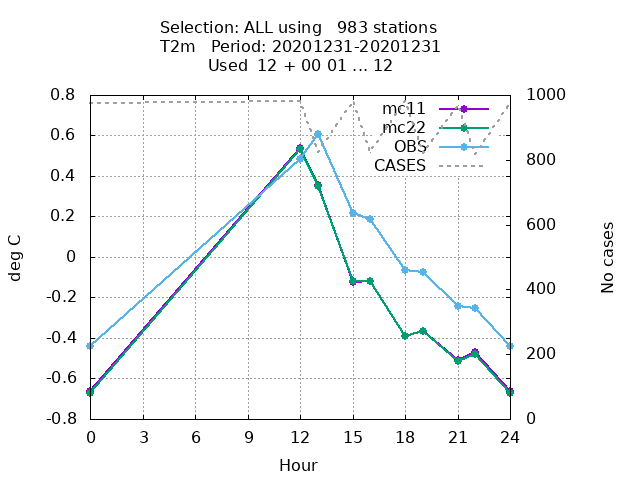 Selection: ALL using   983 stations
T2m   Period: 20201231-20201231
Used  12 + 00 01 ... 12
mc11
mc22
OBS
CASES
0.8
0.6
0.4
0.2
0
-0.2
-0.4
-0.6
-0.8
deg C
1000
800
600
400
200
0
No cases
0 3 6 9 12 15 18 21 24
Hour